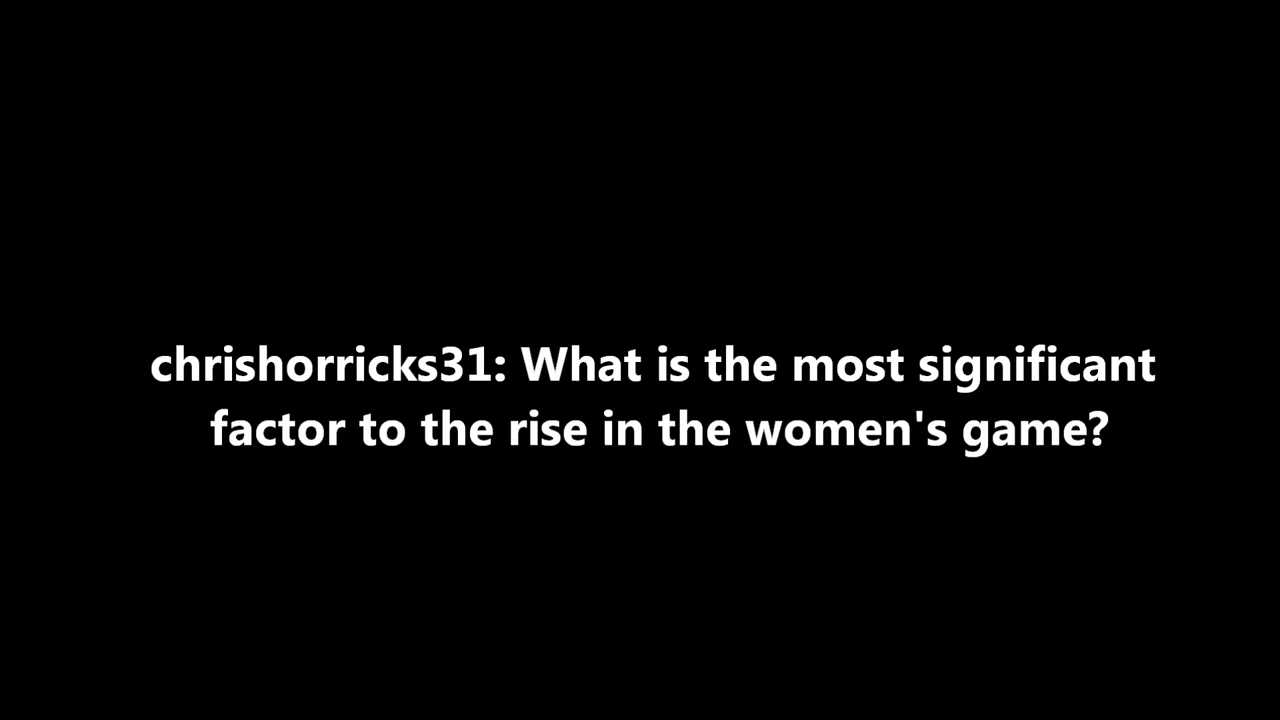 chrishorricks31: What is the most significant
factor to the rise in the women's game?